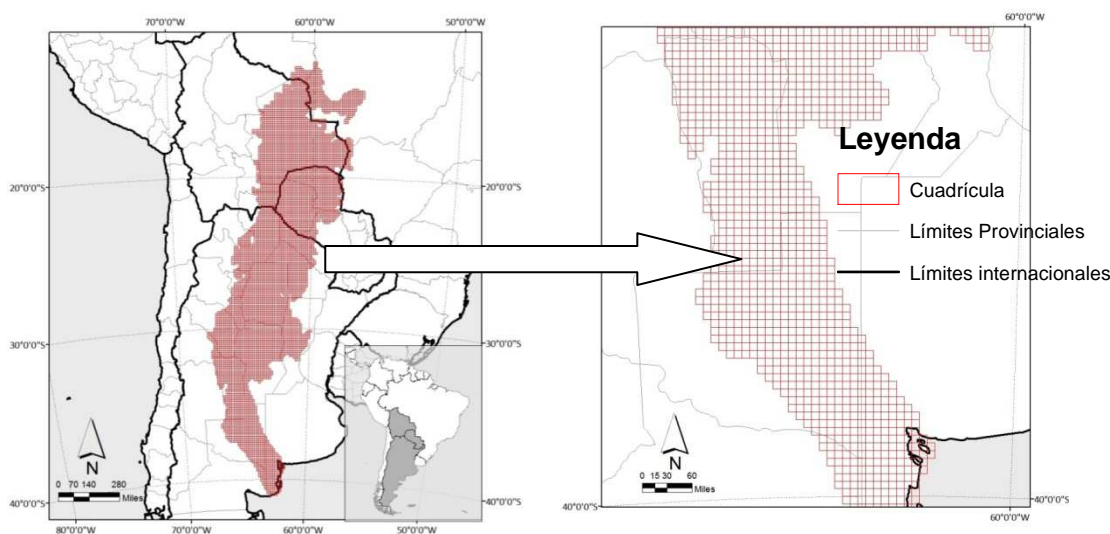 70°0'0"W 60°0'0"W 50°0'0"W
20°0'0"S 20°0'0"S
30°0'0"S 30°0'0"S
40°0'0"S 40°0'0"S
N
0 70 140 280
Miles
80°0'0"W 70°0'0"W 60°0'0"W 50°0'0"W
60°0'0"W
Leyenda
Cuadrícula
Límites Provinciales
Límites internacionales
N
0 15 30 60
Miles
40°0'0"S 40°0'0"S
60°0'0"W